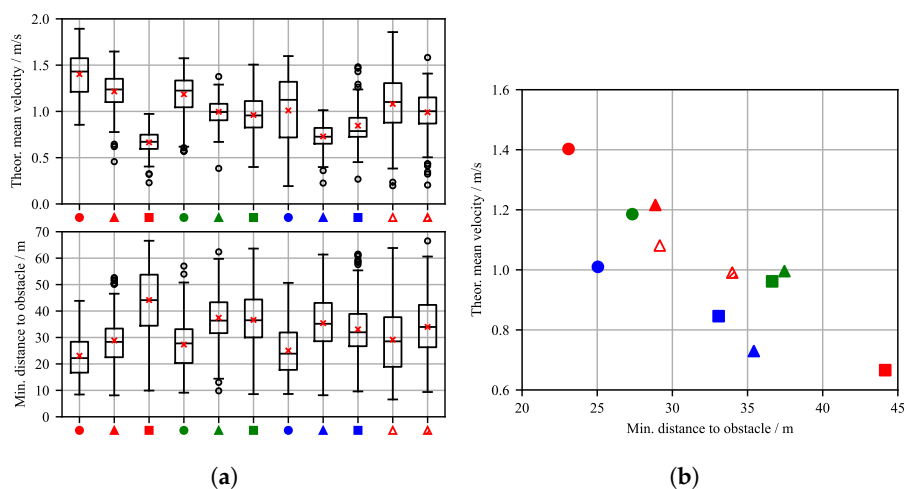 2.0
1.5
1.0
0.5
0.0
Theor. mean velocity / m/s
70
60
50
40
30
20
10
0
Min. distance to obstacle / m
(a)
1.6
1.4
1.2
1.0
0.8
0.6
Theor. mean velocity / m/s
20 25 30 35 40 45
Min. distance to obstacle / m
(b)